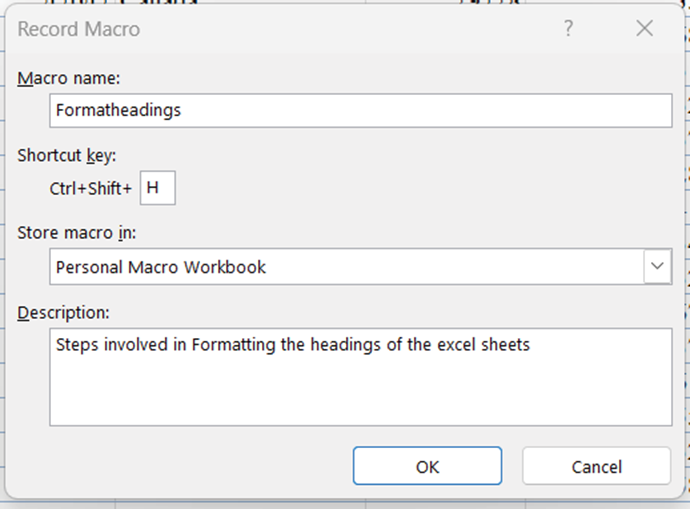 Record Macro ?
Macro name:
Formatheadings
Shortcut key:
Ctrl+Shift+ H
Store macro in:
Personal Macro Workbook
Description:
Steps involved in Formatting the headings of the excel sheets
OK Cancel